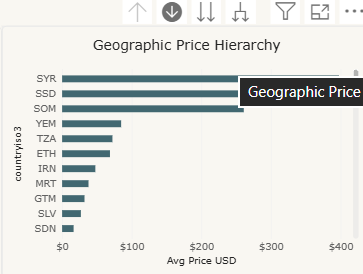 Geographic Price Hierarchy
SYR
SSD
Geographic Price
SOM
YEM
TZA
ETH
IRN
MRT
GTM
SLV
SDN
countryiso3
$0 $100 $200 $300 $400
Avg Price USD